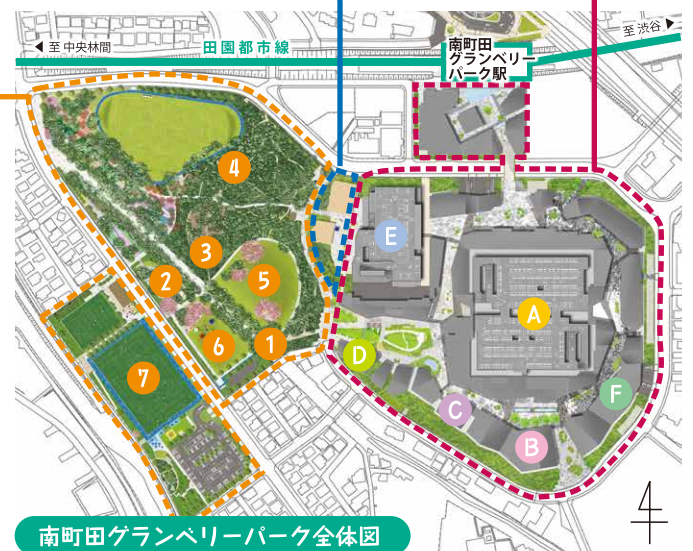 ◀ 至 中央林間
田園都市線
至 渋谷 ▶
南町田
グランベリー
パーク駅
4
E
3
2
5
A
6
1
D
7
F
C
B
南町田グランベリーパーク全体図